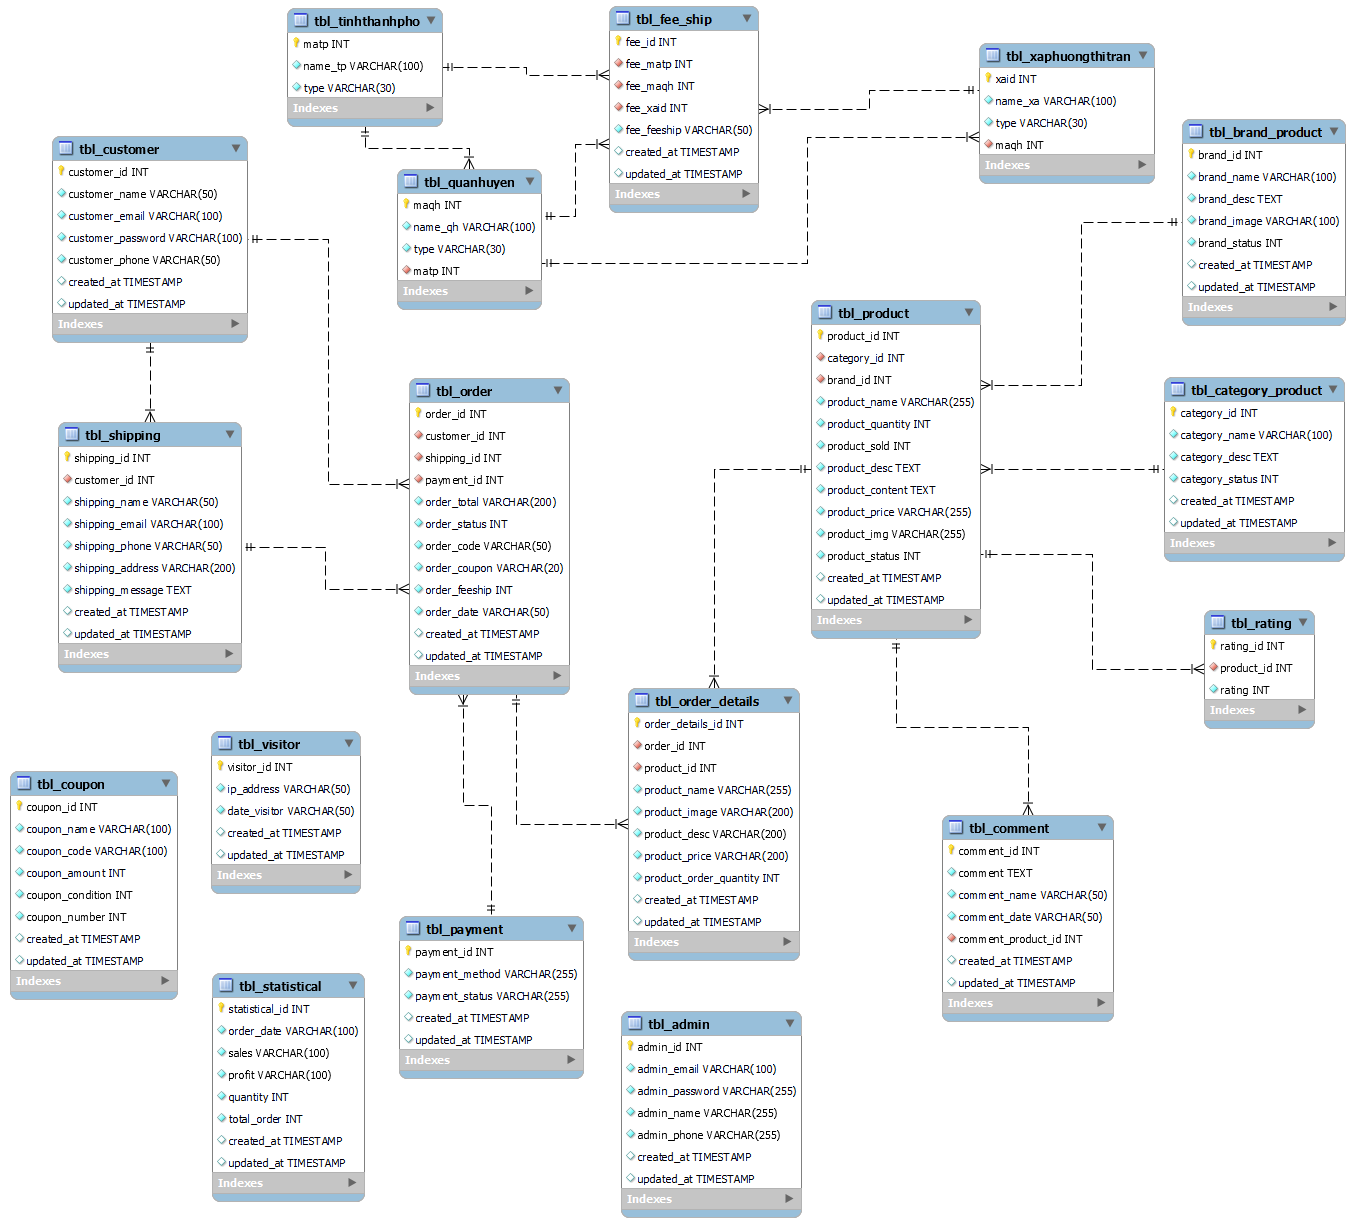 tbl_tinhthanhpho
matp INT
name_tp VARCHAR(100)
type VARCHAR(30)
Indexes
tbl_fee_ship
fee_id INT
fee_matp INT
fee_maqh INT
fee_xaid INT
fee_feeship VARCHAR(50)
created_at TIMESTAMP
updated_at TIMESTAMP
Indexes
tbl_xaphuongthitran
xaid INT
name_xa VARCHAR(100)
type VARCHAR(30)
maqh INT
Indexes
tbl_brand_product
brand_id INT
brand_name VARCHAR(100)
brand_desc TEXT
brand_image VARCHAR(100)
brand_status INT
created_at TIMESTAMP
updated_at TIMESTAMP
Indexes
tbl_customer
customer_id INT
customer_name VARCHAR(50)
customer_email VARCHAR(100)
customer_password VARCHAR(100)
customer_phone VARCHAR(50)
created_at TIMESTAMP
updated_at TIMESTAMP
Indexes
tbl_quanhuyen
maqh INT
name_qh VARCHAR(100)
type VARCHAR(30)
matp INT
Indexes
tbl_product
product_id INT
category_id INT
brand_id INT
product_name VARCHAR(255)
product_quantity INT
product_sold INT
product_desc TEXT
product_content TEXT
product_price VARCHAR(255)
product_img VARCHAR(255)
product_status INT
created_at TIMESTAMP
updated_at TIMESTAMP
Indexes
tbl_category_product
category_id INT
category_name VARCHAR(100)
category_desc TEXT
category_status INT
created_at TIMESTAMP
updated_at TIMESTAMP
Indexes
tbl_order
order_id INT
customer_id INT
shipping_id INT
payment_id INT
order_total VARCHAR(200)
order_status INT
order_code VARCHAR(50)
order_coupon VARCHAR(20)
order_feeship INT
order_date VARCHAR(50)
created_at TIMESTAMP
updated_at TIMESTAMP
Indexes
tbl_shipping
shipping_id INT
customer_id INT
shipping_name VARCHAR(50)
shipping_email VARCHAR(100)
shipping_phone VARCHAR(50)
shipping_address VARCHAR(200)
shipping_message TEXT
created_at TIMESTAMP
updated_at TIMESTAMP
Indexes
tbl_rating
rating_id INT
product_id INT
rating INT
Indexes
tbl_order_details
order_details_id INT
order_id INT
product_id INT
product_name VARCHAR(255)
product_image VARCHAR(200)
product_desc VARCHAR(200)
product_price VARCHAR(200)
product_order_quantity INT
created_at TIMESTAMP
updated_at TIMESTAMP
Indexes
tbl_visitor
visitor_id INT
ip_address VARCHAR(50)
date_visitor VARCHAR(50)
created_at TIMESTAMP
updated_at TIMESTAMP
Indexes
tbl_coupon
coupon_id INT
coupon_name VARCHAR(100)
coupon_code VARCHAR(100)
coupon_amount INT
coupon_condition INT
coupon_number INT
created_at TIMESTAMP
updated_at TIMESTAMP
Indexes
tbl_comment
comment_id INT
comment TEXT
comment_name VARCHAR(50)
comment_date VARCHAR(50)
comment_product_id INT
created_at TIMESTAMP
updated_at TIMESTAMP
Indexes
tbl_payment
payment_id INT
payment_method VARCHAR(255)
payment_status VARCHAR(255)
created_at TIMESTAMP
updated_at TIMESTAMP
Indexes
tbl_statistical
statistical_id INT
order_date VARCHAR(100)
sales VARCHAR(100)
profit VARCHAR(100)
quantity INT
total_order INT
created_at TIMESTAMP
updated_at TIMESTAMP
Indexes
tbl_admin
admin_id INT
admin_email VARCHAR(100)
admin_password VARCHAR(255)
admin_name VARCHAR(255)
admin_phone VARCHAR(255)
created_at TIMESTAMP
updated_at TIMESTAMP
Indexes